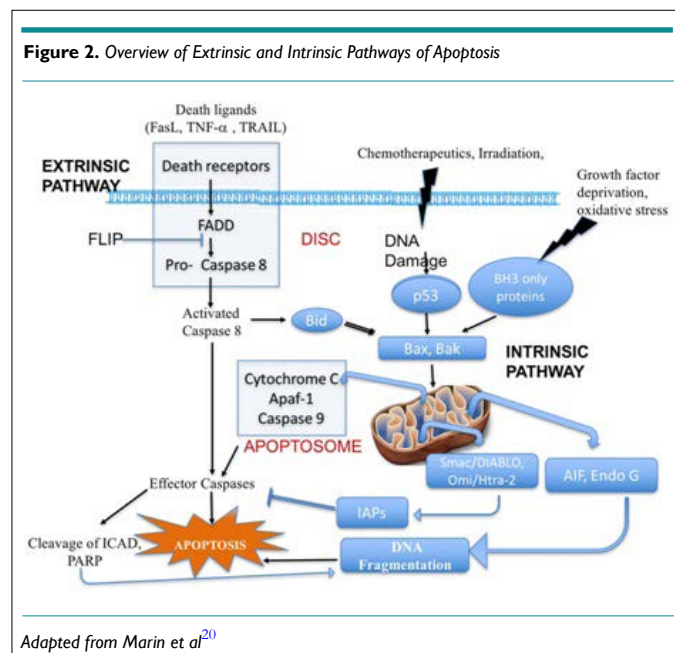 Figure 2. Overview of Extrinsic and Intrinsic Pathways of Apoptosis
Death ligands
(FasL, TNF-α , TRAIL)
EXTRINSIC
PATHWAY
Death receptors
Chemotherapeutics, Irradiation,
Growth factor
deprivation,
oxidative stress
FLIP
FADD
DISC
Pro- Caspase 8
DNA
Damage
p53
BH3 only
proteins
Activated
Caspase 8
Bid
Bax, Bak
INTRINSIC
PATHWAY
Cytochrome C
Apaf-1
Caspase 9
APOPTOSOME
Smac/DIABLO,
Omi/Htra-2
AIF, Endo G
Effector Caspases
IAPs
Cleavage of ICAD,
PARP
APOPTOSIS
DNA
Fragmentation
Adapted from Marin et al20